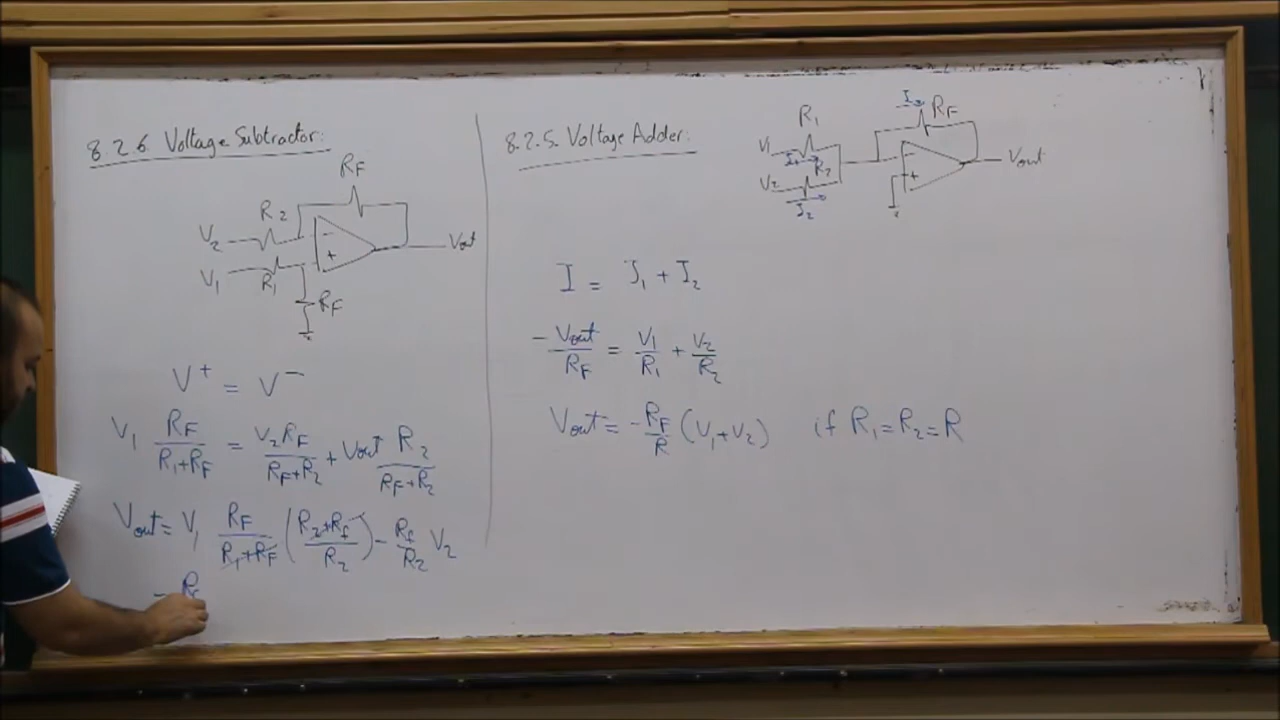 8.2.6 Voltage Subtractor:
RF
R2
V2
Vout
+
V1
R1
RF
V+ = V-
V1 RF/(R1+RF) = V2RF/(RF+R2) + Vout R2/(RF+R2)
Vout = V1 RF/(R1+RF) (R2+Rf/R2) - Rf/R2 V2
8.2.5. Voltage Adder:
I RF
R1
V1
I1
R2
V2
I2
- +
Vout
I = I1 + I2
-Vout/RF = V1/R1 + V2/R2
Vout = -RF/R (V1+V2) if R1=R2=R